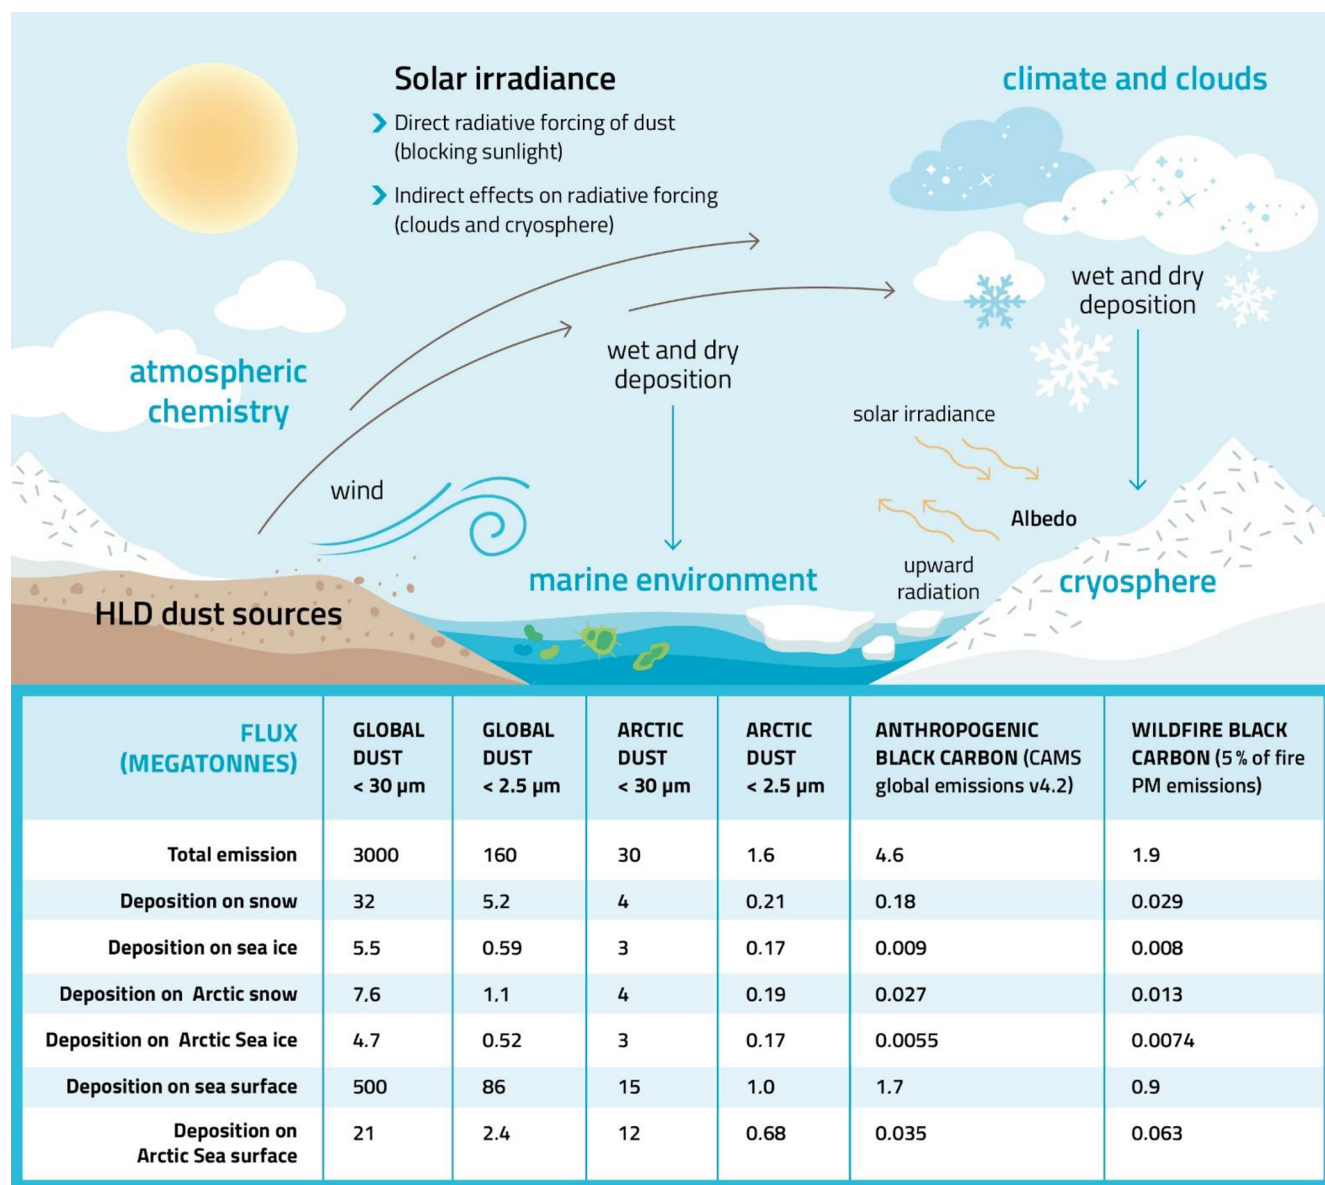 Solar irradiance
Direct radiative forcing of dust
(blocking sunlight)
Indirect effects on radiative forcing
(clouds and cryosphere)
climate and clouds
wet and dry
deposition
atmospheric
chemistry
wet and dry
deposition
solar irradiance
wind
Albedo
upward
radiation
marine environment
cryosphere
HLD dust sources
FLUX
(MEGATONNES)
GLOBAL
DUST
< 30 µm
GLOBAL
DUST
< 2.5 µm
ARCTIC
DUST
< 30 µm
ARCTIC
DUST
< 2.5 µm
ANTHROPOGENIC
BLACK CARBON (CAMS
global emissions v4.2)
WILDFIRE BLACK
CARBON (5 % of fire
PM emissions)
Total emission 3000 160 30 1.6 4.6 1.9
Deposition on snow 32 5.2 4 0.21 0.18 0.029
Deposition on sea ice 5.5 0.59 3 0.17 0.009 0.008
Deposition on Arctic snow 7.6 1.1 4 0.19 0.027 0.013
Deposition on Arctic Sea ice 4.7 0.52 3 0.17 0.0055 0.0074
Deposition on sea surface 500 86 15 1.0 1.7 0.9
Deposition on
Arctic Sea surface
21 2.4 12 0.68 0.035 0.063